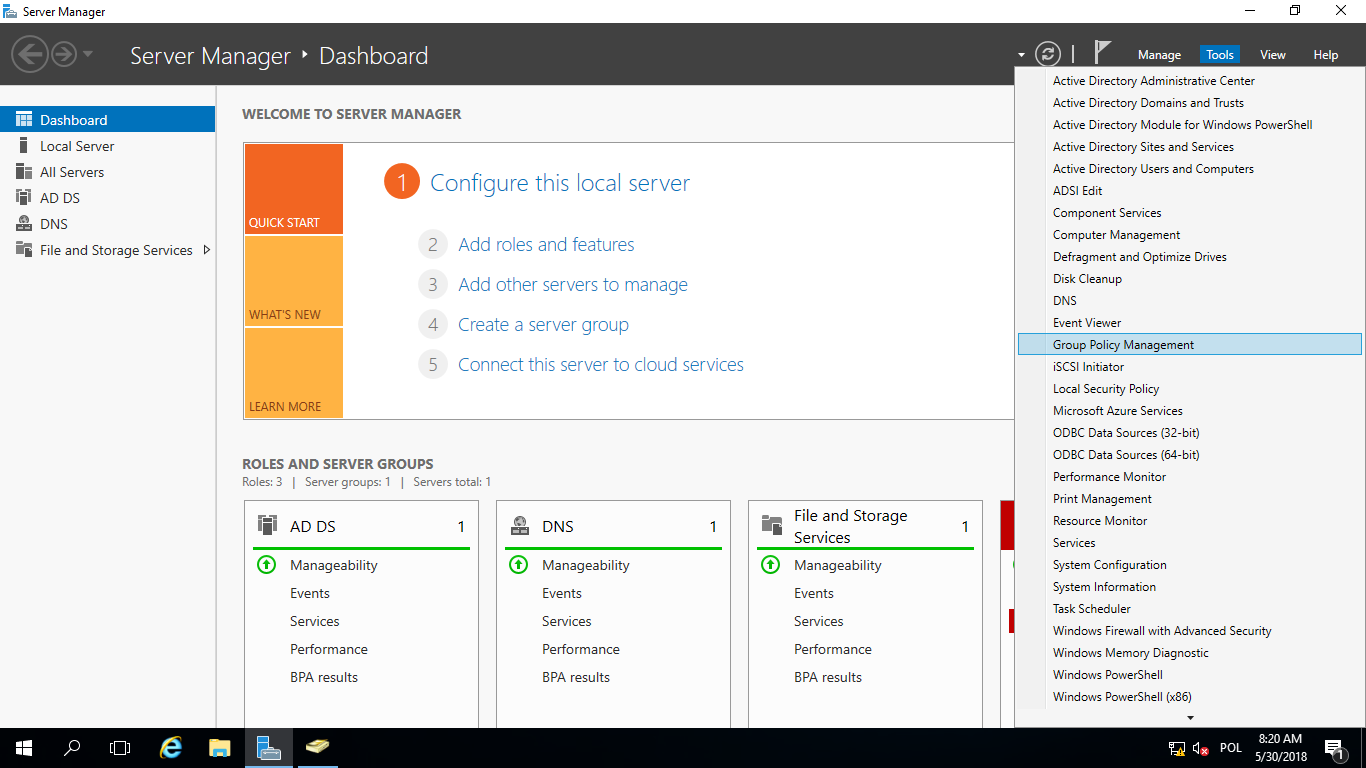 Server Manager
Server Manager ‣ Dashboard
Manage Tools View Help
Dashboard
Local Server
All Servers
AD DS
DNS
File and Storage Services
WELCOME TO SERVER MANAGER
QUICK START
WHAT'S NEW
LEARN MORE
1 Configure this local server
2 Add roles and features
3 Add other servers to manage
4 Create a server group
5 Connect this server to cloud services
ROLES AND SERVER GROUPS
Roles: 3 | Server groups: 1 | Servers total: 1
AD DS 1
Manageability
Events
Services
Performance
BPA results
DNS 1
Manageability
Events
Services
Performance
BPA results
File and Storage
Services 1
Manageability
Events
Services
Performance
BPA results
Active Directory Administrative Center
Active Directory Domains and Trusts
Active Directory Module for Windows PowerShell
Active Directory Sites and Services
Active Directory Users and Computers
ADSI Edit
Component Services
Computer Management
Defragment and Optimize Drives
Disk Cleanup
DNS
Event Viewer
Group Policy Management
iSCSI Initiator
Local Security Policy
Microsoft Azure Services
ODBC Data Sources (32-bit)
ODBC Data Sources (64-bit)
Performance Monitor
Print Management
Resource Monitor
Services
System Configuration
System Information
Task Scheduler
Windows Firewall with Advanced Security
Windows Memory Diagnostic
Windows PowerShell
Windows PowerShell (x86)
POL
8:20 AM
5/30/2018
1